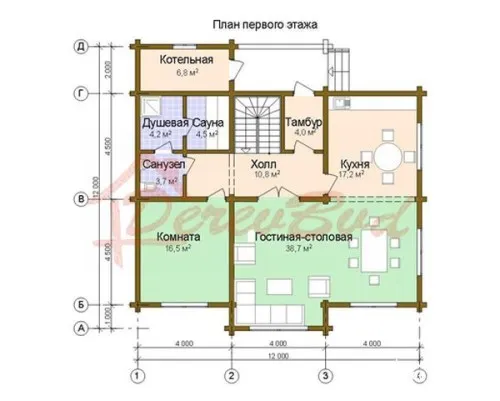 План первого этажа
Д
Котельная
6,8 м²
2 000
Г
Душевая
4,2 м²
Сауна
4,5 м²
Тамбур
4,0 м²
4 500
12 000
Санузел
3,7 м²
Холл
10,8 м²
Кухня
17,2 м²
В
DerevBud
Комната
16,5 м²
Гостиная-столовая
38,7 м²
4 500
Б
1 000
А
4 000 4 000 4 000
12 000
1 2 3